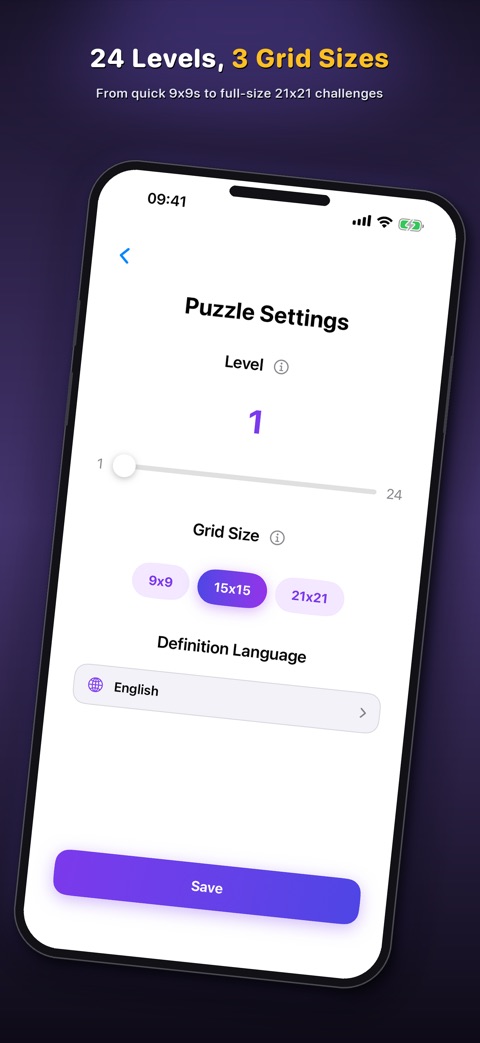 24 Levels, 3 Grid Sizes
From quick 9x9s to full-size 21x21 challenges
09:41
Puzzle Settings
Level
1
1
24
Grid Size
9x9
15x15
21x21
Definition Language
English
Save